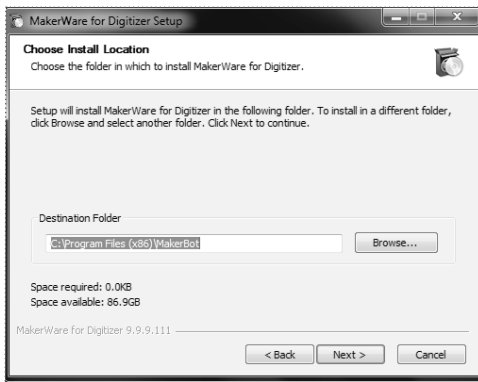 MakerWare for Digitizer Setup
Choose Install Location
Choose the folder in which to install MakerWare for Digitizer.
Setup will install MakerWare for Digitizer in the following folder. To install in a different folder,
click Browse and select another folder. Click Next to continue.
Destination Folder
C:\Program Files (x86)\MakerBot
Browse...
Space required: 0.0KB
Space available: 86.9GB
MakerWare for Digitizer 9.9.9.111
< Back Next > Cancel